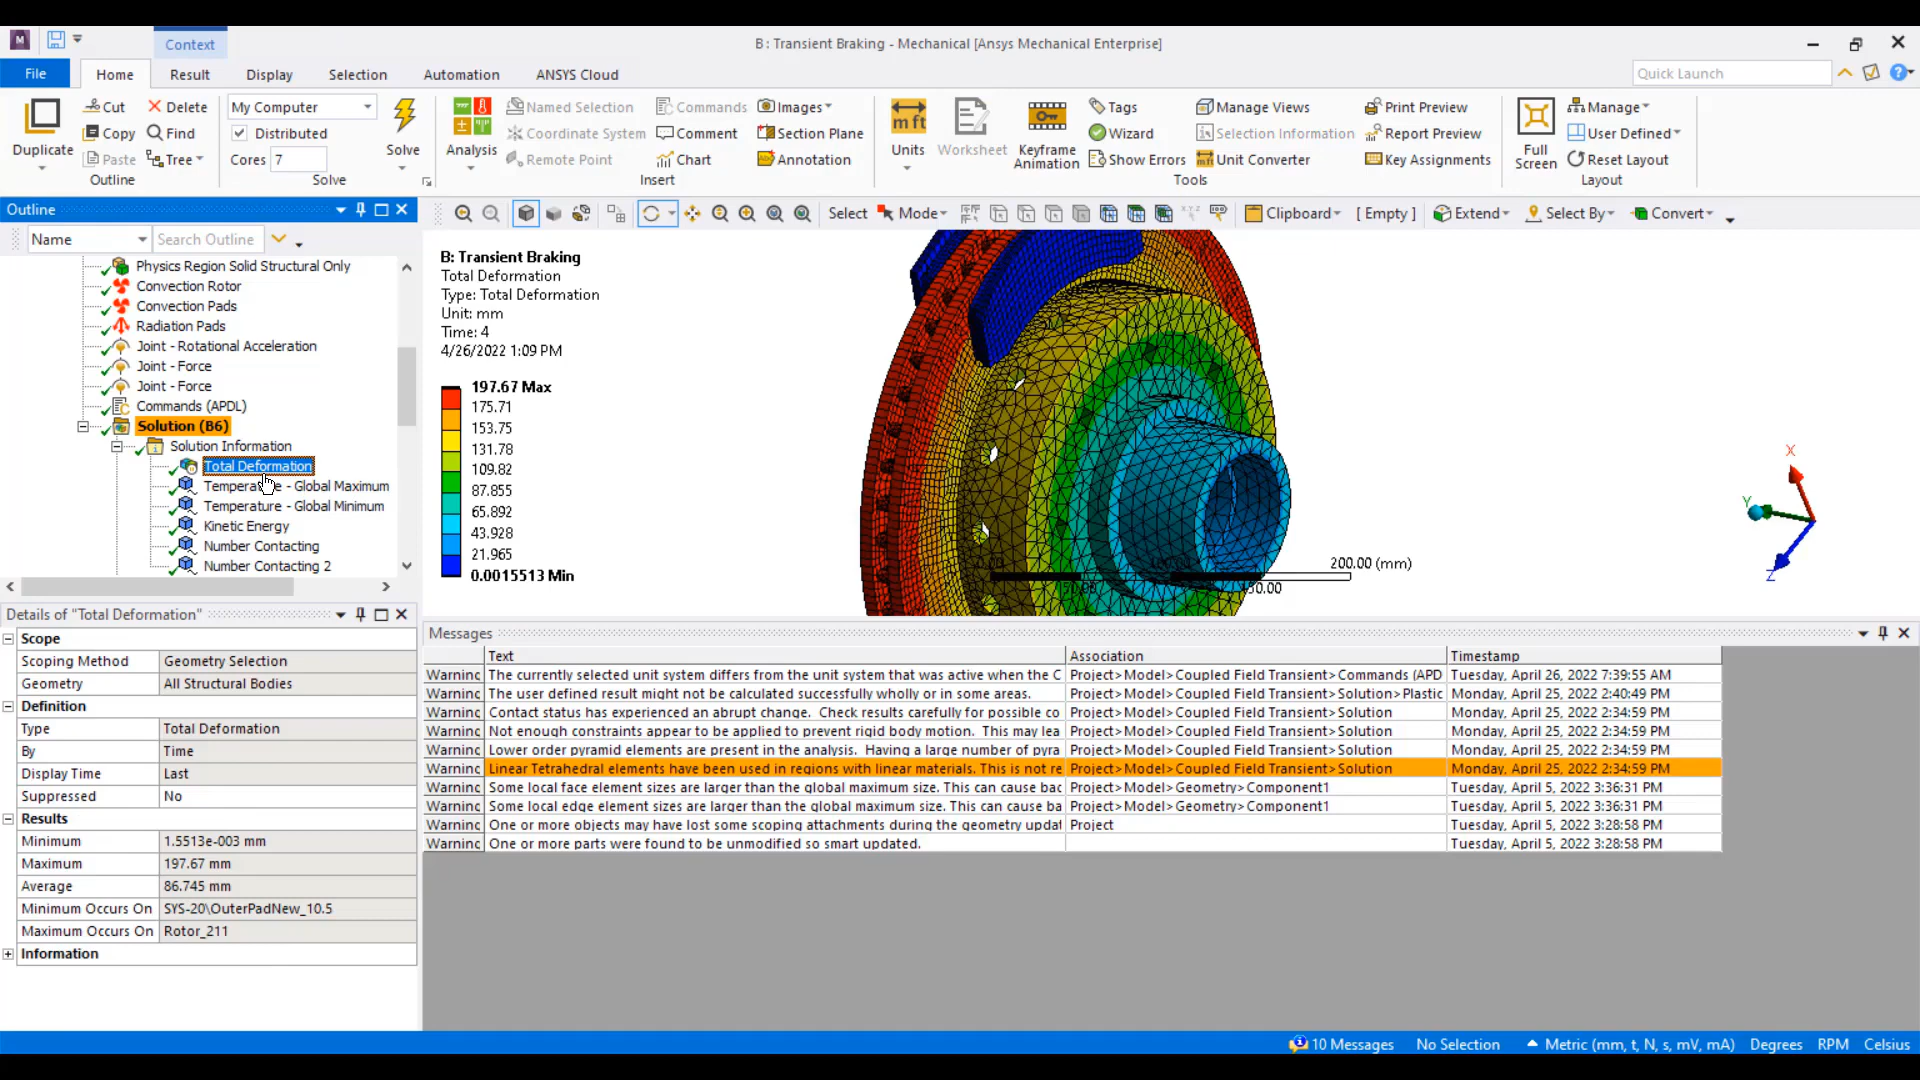 M
Context
B : Transient Braking - Mechanical [Ansys Mechanical Enterprise]
File
Home
Result
Display
Selection
Automation
ANSYS Cloud
Quick Launch
Duplicate
Cut
Copy
Paste
Delete
Find
Tree
Outline
My Computer
Distributed
Cores 7
Solve
Solve
Analysis
Named Selection
Coordinate System
Remote Point
Commands
Comment
Chart
Images
Section Plane
Annotation
Insert
Units
Worksheet
Keyframe
Animation
Tags
Wizard
Show Errors
Manage Views
Selection Information
Unit Converter
Print Preview
Report Preview
Key Assignments
Tools
Full
Screen
Manage
User Defined
Reset Layout
Layout
Outline
Name
Search Outline
Select
Mode
Clipboard
[ Empty ]
Extend
Select By
Convert
Physics Region Solid Structural Only
Convection Rotor
Convection Pads
Radiation Pads
Joint - Rotational Acceleration
Joint - Force
Joint - Force
Commands (APDL)
Solution (B6)
Solution Information
Total Deformation
Temperature - Global Maximum
Temperature - Global Minimum
Kinetic Energy
Number Contacting
Number Contacting 2
B: Transient Braking
Total Deformation
Type: Total Deformation
Unit: mm
Time: 4
4/26/2022 1:09 PM
197.67 Max
175.71
153.75
131.78
109.82
87.855
65.892
43.928
21.965
0.0015513 Min
200.00 (mm)
X
Y
Z
Details of "Total Deformation"
Scope
Scoping Method Geometry Selection
Geometry All Structural Bodies
Definition
Type Total Deformation
By Time
Display Time Last
Suppressed No
Results
Minimum 1.5513e-003 mm
Maximum 197.67 mm
Average 86.745 mm
Minimum Occurs On SYS-20\OuterPadNew_10.5
Maximum Occurs On Rotor_211
Information
Messages
Text Association Timestamp
Warning The currently selected unit system differs from the unit system that was active when the C Project>Model>Coupled Field Transient>Commands (APD Tuesday, April 26, 2022 7:39:55 AM
Warning The user defined result might not be calculated successfully wholly or in some areas. Project>Model>Coupled Field Transient>Solution>Plastic Monday, April 25, 2022 2:40:49 PM
Warning Contact status has experienced an abrupt change. Check results carefully for possible co Project>Model>Coupled Field Transient>Solution Monday, April 25, 2022 2:34:59 PM
Warning Not enough constraints appear to be applied to prevent rigid body motion. This may lea Project>Model>Coupled Field Transient>Solution Monday, April 25, 2022 2:34:59 PM
Warning Lower order pyramid elements are present in the analysis. Having a large number of pyra Project>Model>Coupled Field Transient>Solution Monday, April 25, 2022 2:34:59 PM
Warning Linear Tetrahedral elements have been used in regions with linear materials. This is not re Project>Model>Coupled Field Transient>Solution Monday, April 25, 2022 2:34:59 PM
Warning Some local face element sizes are larger than the global maximum size. This can cause bac Project>Model>Geometry>Component1 Tuesday, April 5, 2022 3:36:31 PM
Warning Some local edge element sizes are larger than the global maximum size. This can cause ba Project>Model>Geometry>Component1 Tuesday, April 5, 2022 3:36:31 PM
Warning One or more objects may have lost some scoping attachments during the geometry updat Project Tuesday, April 5, 2022 3:28:58 PM
Warning One or more parts were found to be unmodified so smart updated. Tuesday, April 5, 2022 3:28:58 PM
10 Messages
No Selection
Metric (mm, t, N, s, mV, mA)
Degrees
RPM
Celsius